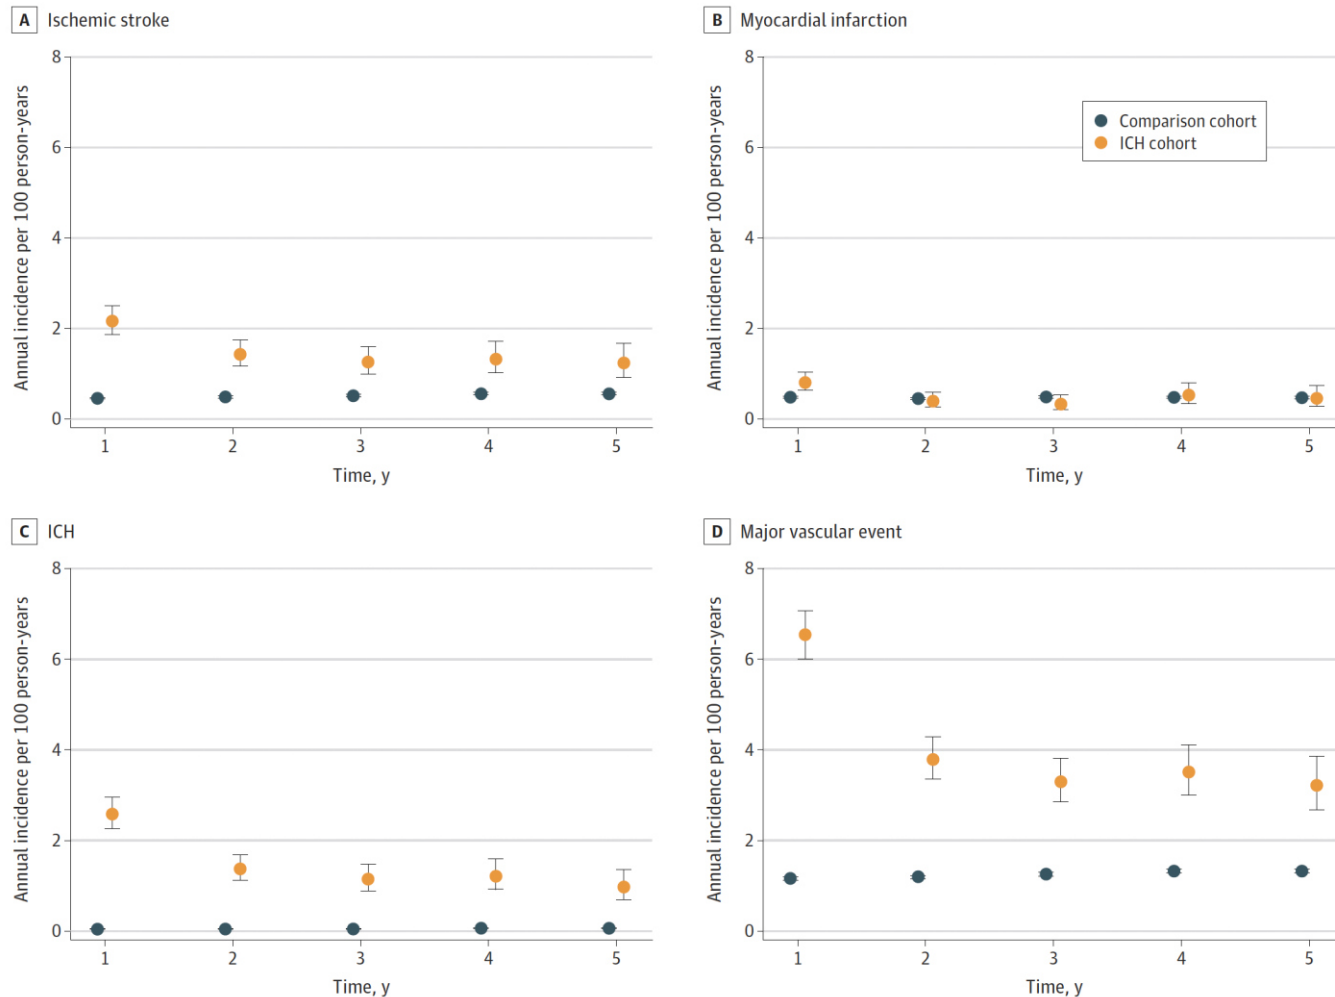 A Ischemic stroke
Annual incidence per 100 person-years
8
6
4
2
0
1 2 3 4 5
Time, y
B Myocardial infarction
Annual incidence per 100 person-years
8
6
4
2
0
Comparison cohort
ICH cohort
1 2 3 4 5
Time, y
C ICH
Annual incidence per 100 person-years
8
6
4
2
0
1 2 3 4 5
Time, y
D Major vascular event
Annual incidence per 100 person-years
8
6
4
2
0
1 2 3 4 5
Time, y